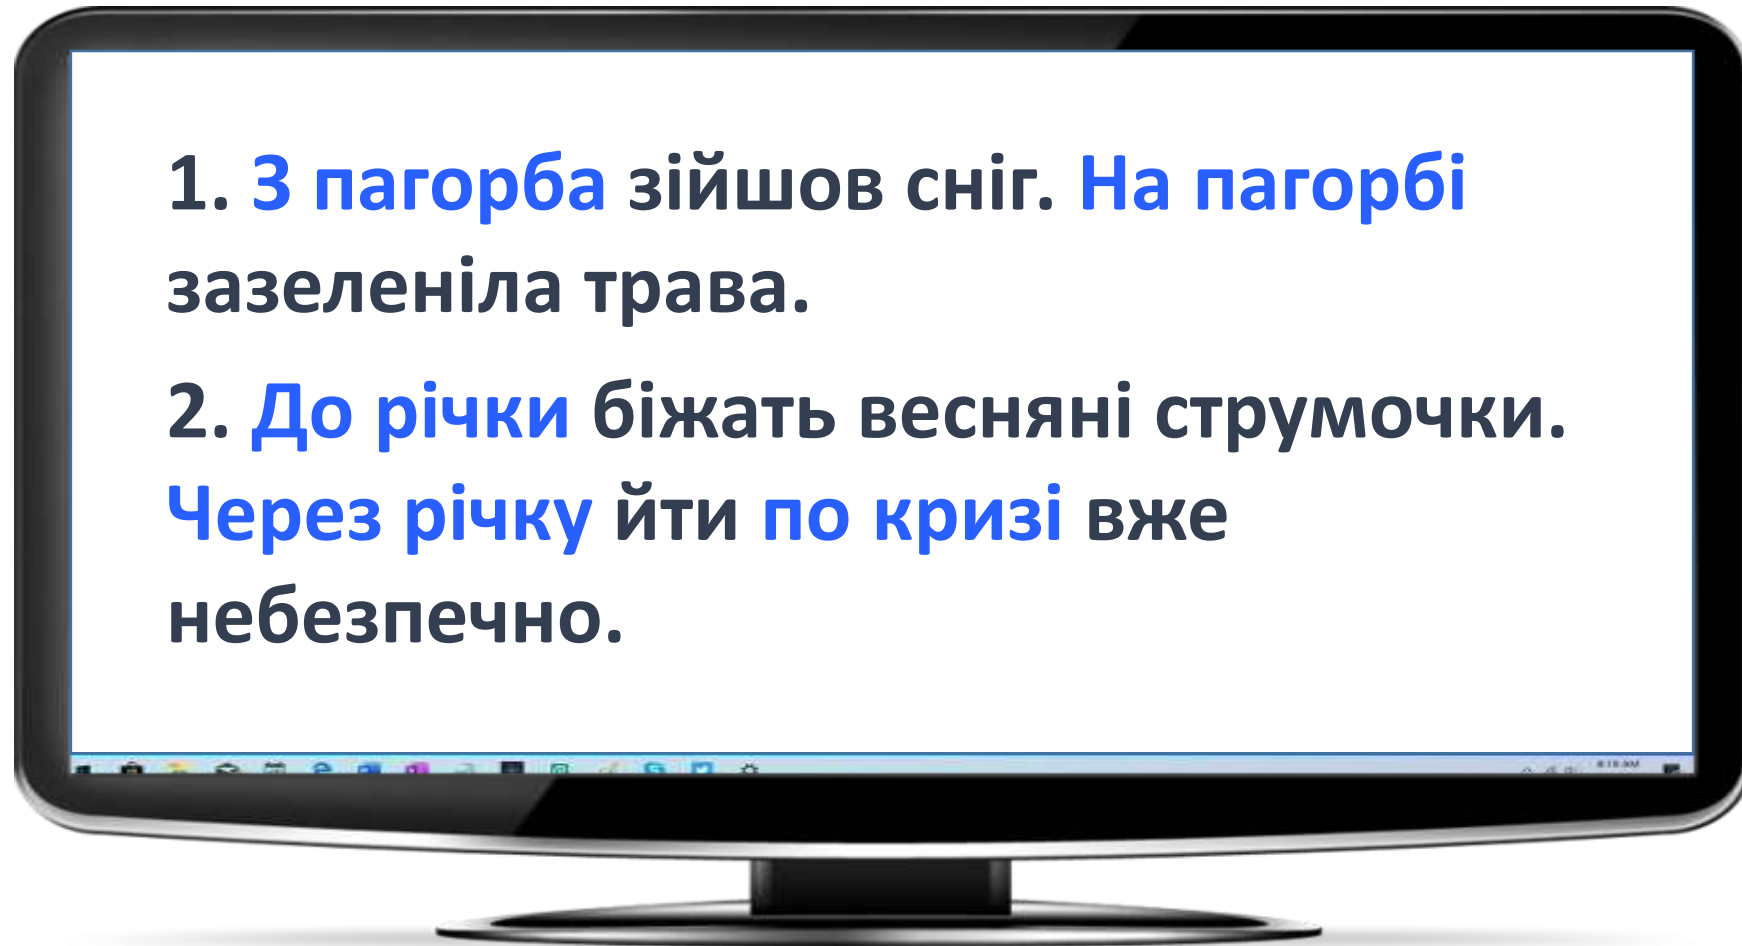 1. З пагорба зійшов сніг. На пагорбі
зазеленіла трава.
2. До річки біжать весняні струмочки.
Через річку йти по кризі вже
небезпечно.